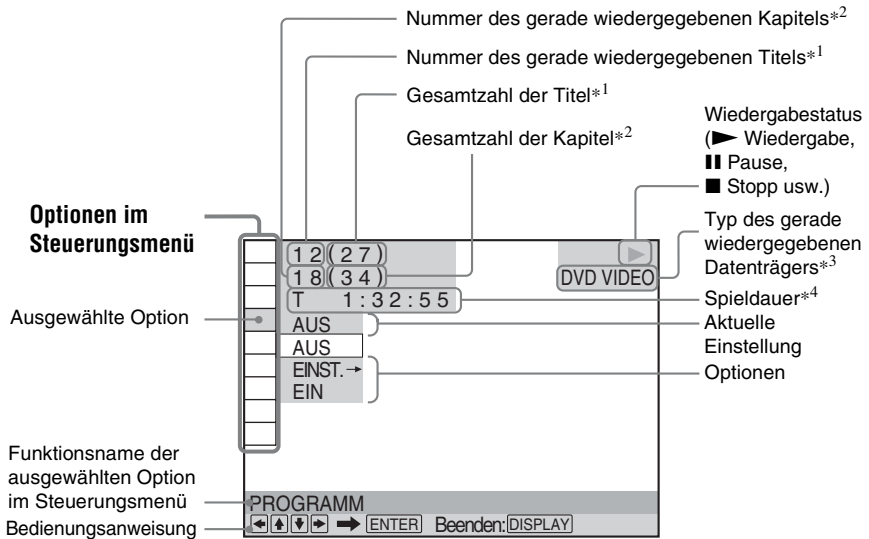 Nummer des gerade wiedergegebenen Kapitels*2
Nummer des gerade wiedergegebenen Titels*1
Gesamtzahl der Titel*1
Gesamtzahl der Kapitel*2
Wiedergabestatus
(► Wiedergabe,
❚❚ Pause,
■ Stopp usw.)
Optionen im
Steuerungsmenü
Typ des gerade
wiedergegebenen
Datenträgers*3
12(27)
18(34)
DVD VIDEO
T 1:32:55
Spieldauer*4
Ausgewählte Option
AUS
Aktuelle
Einstellung
AUS
EINST.→
EIN
Optionen
Funktionsname der
ausgewählten Option
im Steuerungsmenü
PROGRAMM
Bedienungsanweisung
ENTER Beenden: DISPLAY